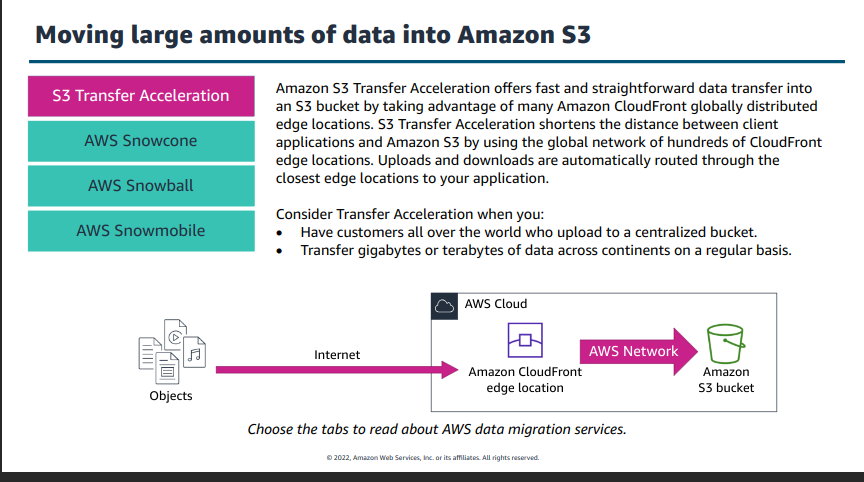 Moving large amounts of data into Amazon S3
S3 Transfer Acceleration
AWS Snowcone
AWS Snowball
AWS Snowmobile
Amazon S3 Transfer Acceleration offers fast and straightforward data transfer into
an S3 bucket by taking advantage of many Amazon CloudFront globally distributed
edge locations. S3 Transfer Acceleration shortens the distance between client
applications and Amazon S3 by using the global network of hundreds of CloudFront
edge locations. Uploads and downloads are automatically routed through the
closest edge locations to your application.
Consider Transfer Acceleration when you:
• Have customers all over the world who upload to a centralized bucket.
• Transfer gigabytes or terabytes of data across continents on a regular basis.
Objects
Internet
AWS Cloud
Amazon CloudFront
edge location
AWS Network
Amazon
S3 bucket
Choose the tabs to read about AWS data migration services.
© 2022, Amazon Web Services, Inc. or its affiliates. All rights reserved.